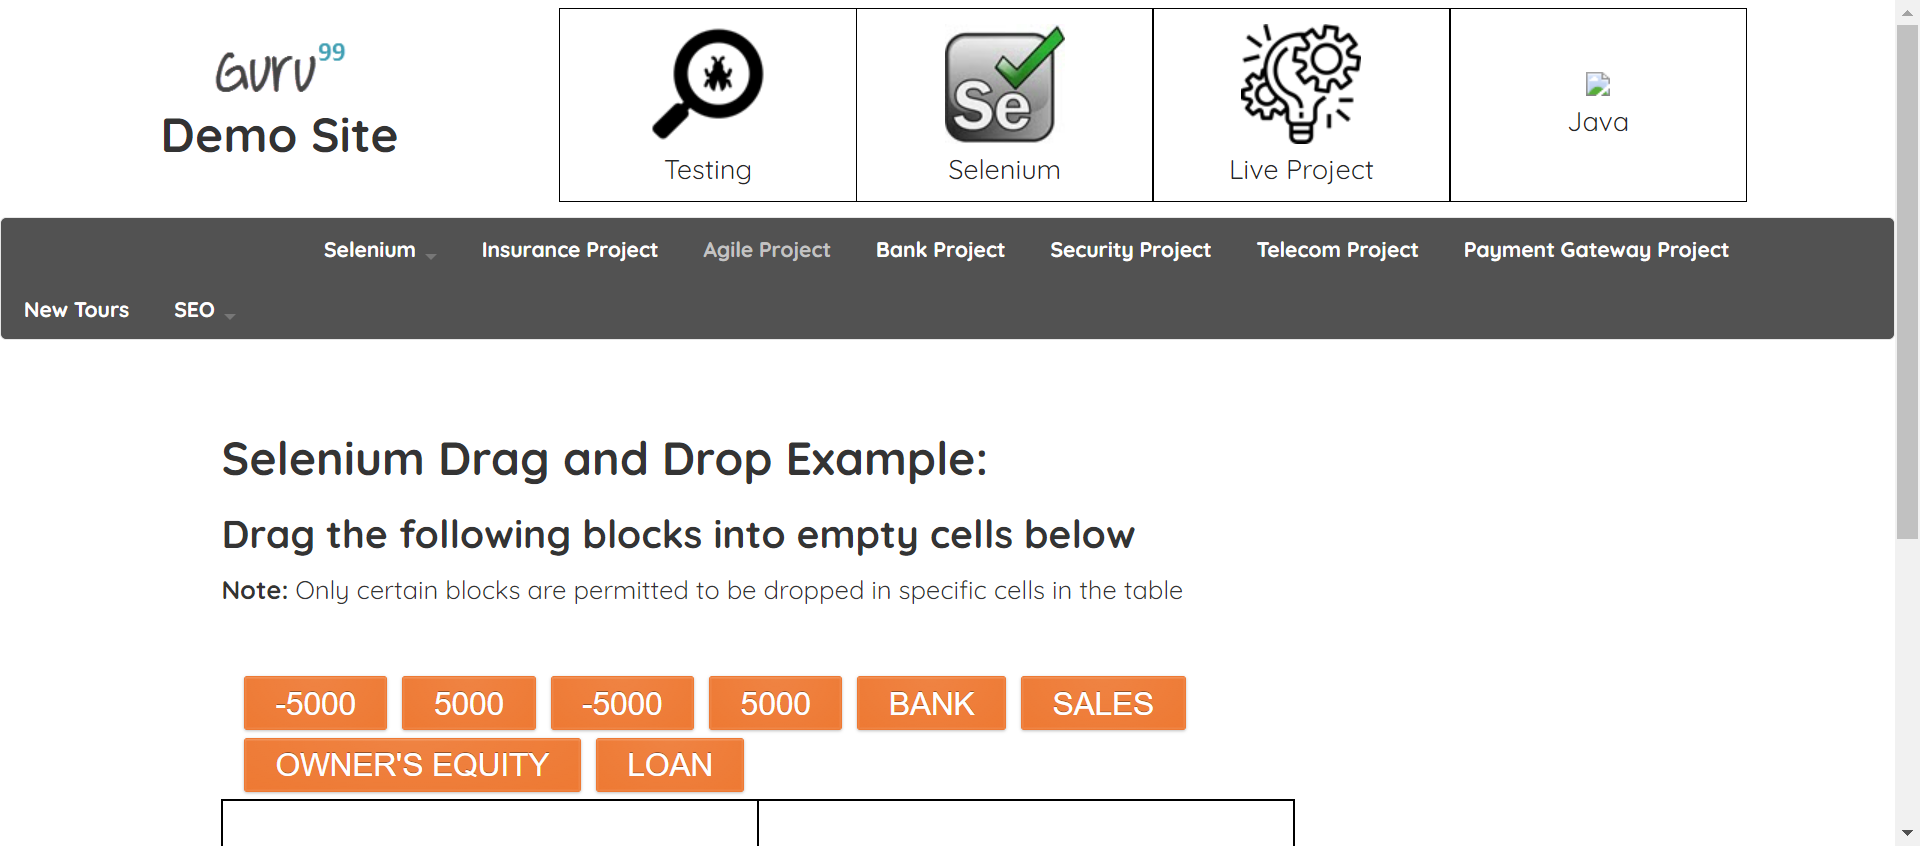 Guru99
Demo Site
Testing
Se
Selenium
Live Project
Java
Selenium Insurance Project Agile Project Bank Project Security Project Telecom Project Payment Gateway Project
New Tours SEO
Selenium Drag and Drop Example:
Drag the following blocks into empty cells below
Note: Only certain blocks are permitted to be dropped in specific cells in the table
-5000 5000 -5000 5000 BANK SALES
OWNER'S EQUITY LOAN